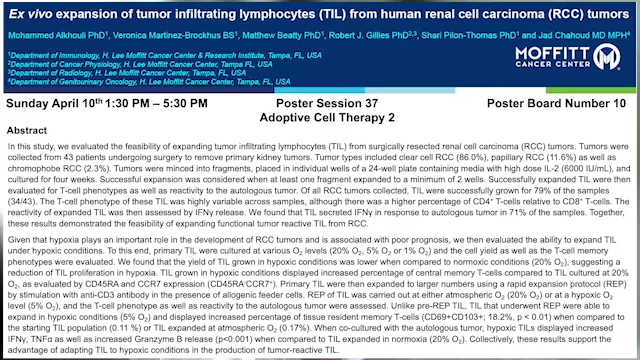 Ex vivo expansion of tumor infiltrating lymphocytes (TIL) from human renal cell carcinoma (RCC) tumors
Mohammed Alkhouli PhD¹, Veronica Martinez-Brockhus BS¹, Matthew Beatty PhD¹, Robert J. Gillies PhD²,³, Shari Pilon-Thomas PhD¹ and Jad Chahoud MD MPH⁴
¹Department of Immunology, H. Lee Moffitt Cancer Center & Research Institute, Tampa, FL, USA
²Department of Cancer Physiology, H. Lee Moffitt Cancer Center, Tampa, FL, USA
³Department of Radiology, H. Lee Moffitt Cancer Center, Tampa, FL, USA
⁴Department of Genitourinary Oncology, H. Lee Moffitt Cancer Center, Tampa, FL, USA
MOFFITT
CANCER CENTER
Sunday April 10th 1:30 PM – 5:30 PM
Poster Session 37
Adoptive Cell Therapy 2
Poster Board Number 10
Abstract
In this study, we evaluated the feasibility of expanding tumor infiltrating lymphocytes (TIL) from surgically resected renal cell carcinoma (RCC) tumors. Tumors were
collected from 43 patients undergoing surgery to remove primary kidney tumors. Tumor types included clear cell RCC (86.0%), papillary RCC (11.6%) as well as
chromophobe RCC (2.3%). Tumors were minced into fragments, placed in individual wells of a 24-well plate containing media with high dose IL-2 (6000 IU/mL), and
cultured for four weeks. Successful expansion was considered when at least one fragment expanded to a minimum of 2 wells. Successfully expanded TIL were then
evaluated for T-cell phenotypes as well as reactivity to the autologous tumor. Of all RCC tumors collected, TIL were successfully grown for 79% of the samples
(34/43). The T-cell phenotype of these TIL was highly variable across samples, although there was a higher percentage of CD4⁺ T-cells relative to CD8⁺ T-cells. The
reactivity of expanded TIL was then assessed by IFNγ release. We found that TIL secreted IFNγ in response to autologous tumor in 71% of the samples. Together,
these results demonstrated the feasibility of expanding functional tumor reactive TIL from RCC.
Given that hypoxia plays an important role in the development of RCC tumors and is associated with poor prognosis, we then evaluated the ability to expand TIL
under hypoxic conditions. To this end, primary TIL were cultured at various O₂ levels (20% O₂, 5% O₂ or 1% O₂) and the cell yield as well as the T-cell memory
phenotypes were evaluated. We found that the yield of TIL grown in hypoxic conditions was lower when compared to normoxic conditions (20% O₂), suggesting a
reduction of TIL proliferation in hypoxia. TIL grown in hypoxic conditions displayed increased percentage of central memory T-cells compared to TIL cultured at 20%
O₂, as evaluated by CD45RA and CCR7 expression (CD45RA⁻CCR7⁺). Primary TIL were then expanded to larger numbers using a rapid expansion protocol (REP)
by stimulation with anti-CD3 antibody in the presence of allogenic feeder cells. REP of TIL was carried out at either atmospheric O₂ (20% O₂) or at a hypoxic O₂
level (5% O₂), and the T-cell phenotype as well as reactivity to the autologous tumor were assessed. Unlike pre-REP TIL, TIL that underwent REP were able to
expand in hypoxic conditions (5% O₂) and displayed increased percentage of tissue resident memory T-cells (CD69+CD103+; 18.2%, p < 0.01) when compared to
the starting TIL population (0.11 %) or TIL expanded at atmospheric O₂ (0.17%). When co-cultured with the autologous tumor, hypoxic TILs displayed increased
IFNγ, TNFα as well as increased Granzyme B release (p<0.001) when compared to TIL expanded in normoxia (20% O₂). Collectively, these results support the
advantage of adapting TIL to hypoxic conditions in the production of tumor-reactive TIL.